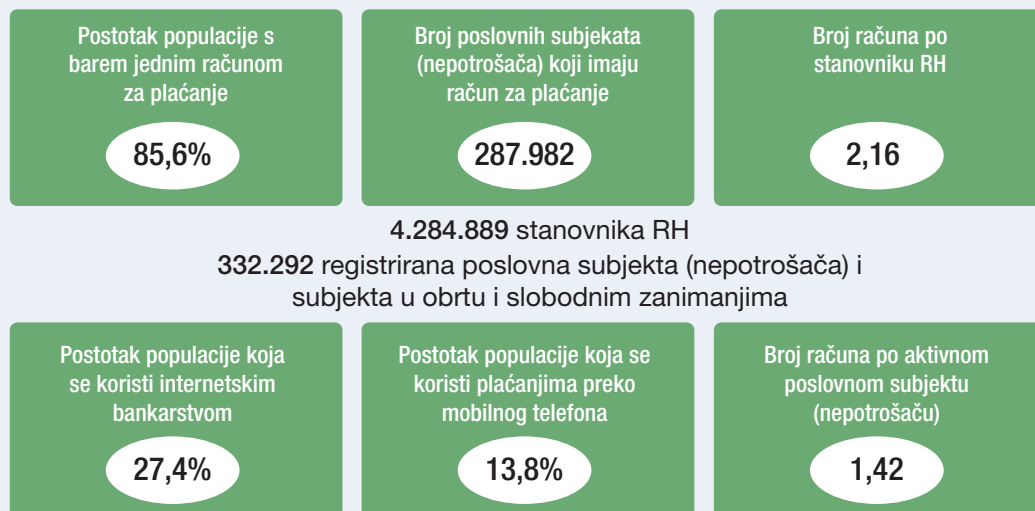 Postotak populacije s
barem jednim računom
za plaćanje
85,6%
Broj poslovnih subjekata
(nepotrošača) koji imaju
račun za plaćanje
287.982
Broj računa po
stanovniku RH
2,16
4.284.889 stanovnika RH
332.292 registrirana poslovna subjekta (nepotrošača) i
subjekta u obrtu i slobodnim zanimanjima
Postotak populacije koja
se koristi internetskim
bankarstvom
27,4%
Postotak populacije koja se
koristi plaćanjima preko
mobilnog telefona
13,8%
Broj računa po aktivnom
poslovnom subjektu
(nepotrošaču)
1,42